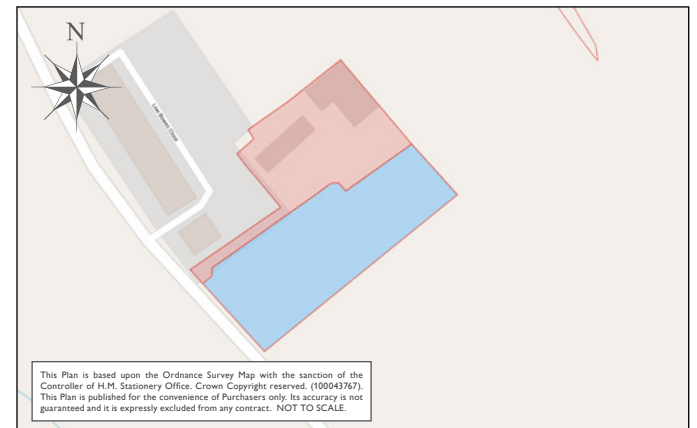 N
This Plan is based upon the Ordnance Survey Map with the sanction of the
Controller of H.M. Stationery Office. Crown Copyright reserved. (100043767).
This Plan is published for the convenience of Purchasers only. Its accuracy is not
guaranteed and it is expressly excluded from any contract. NOT TO SCALE.